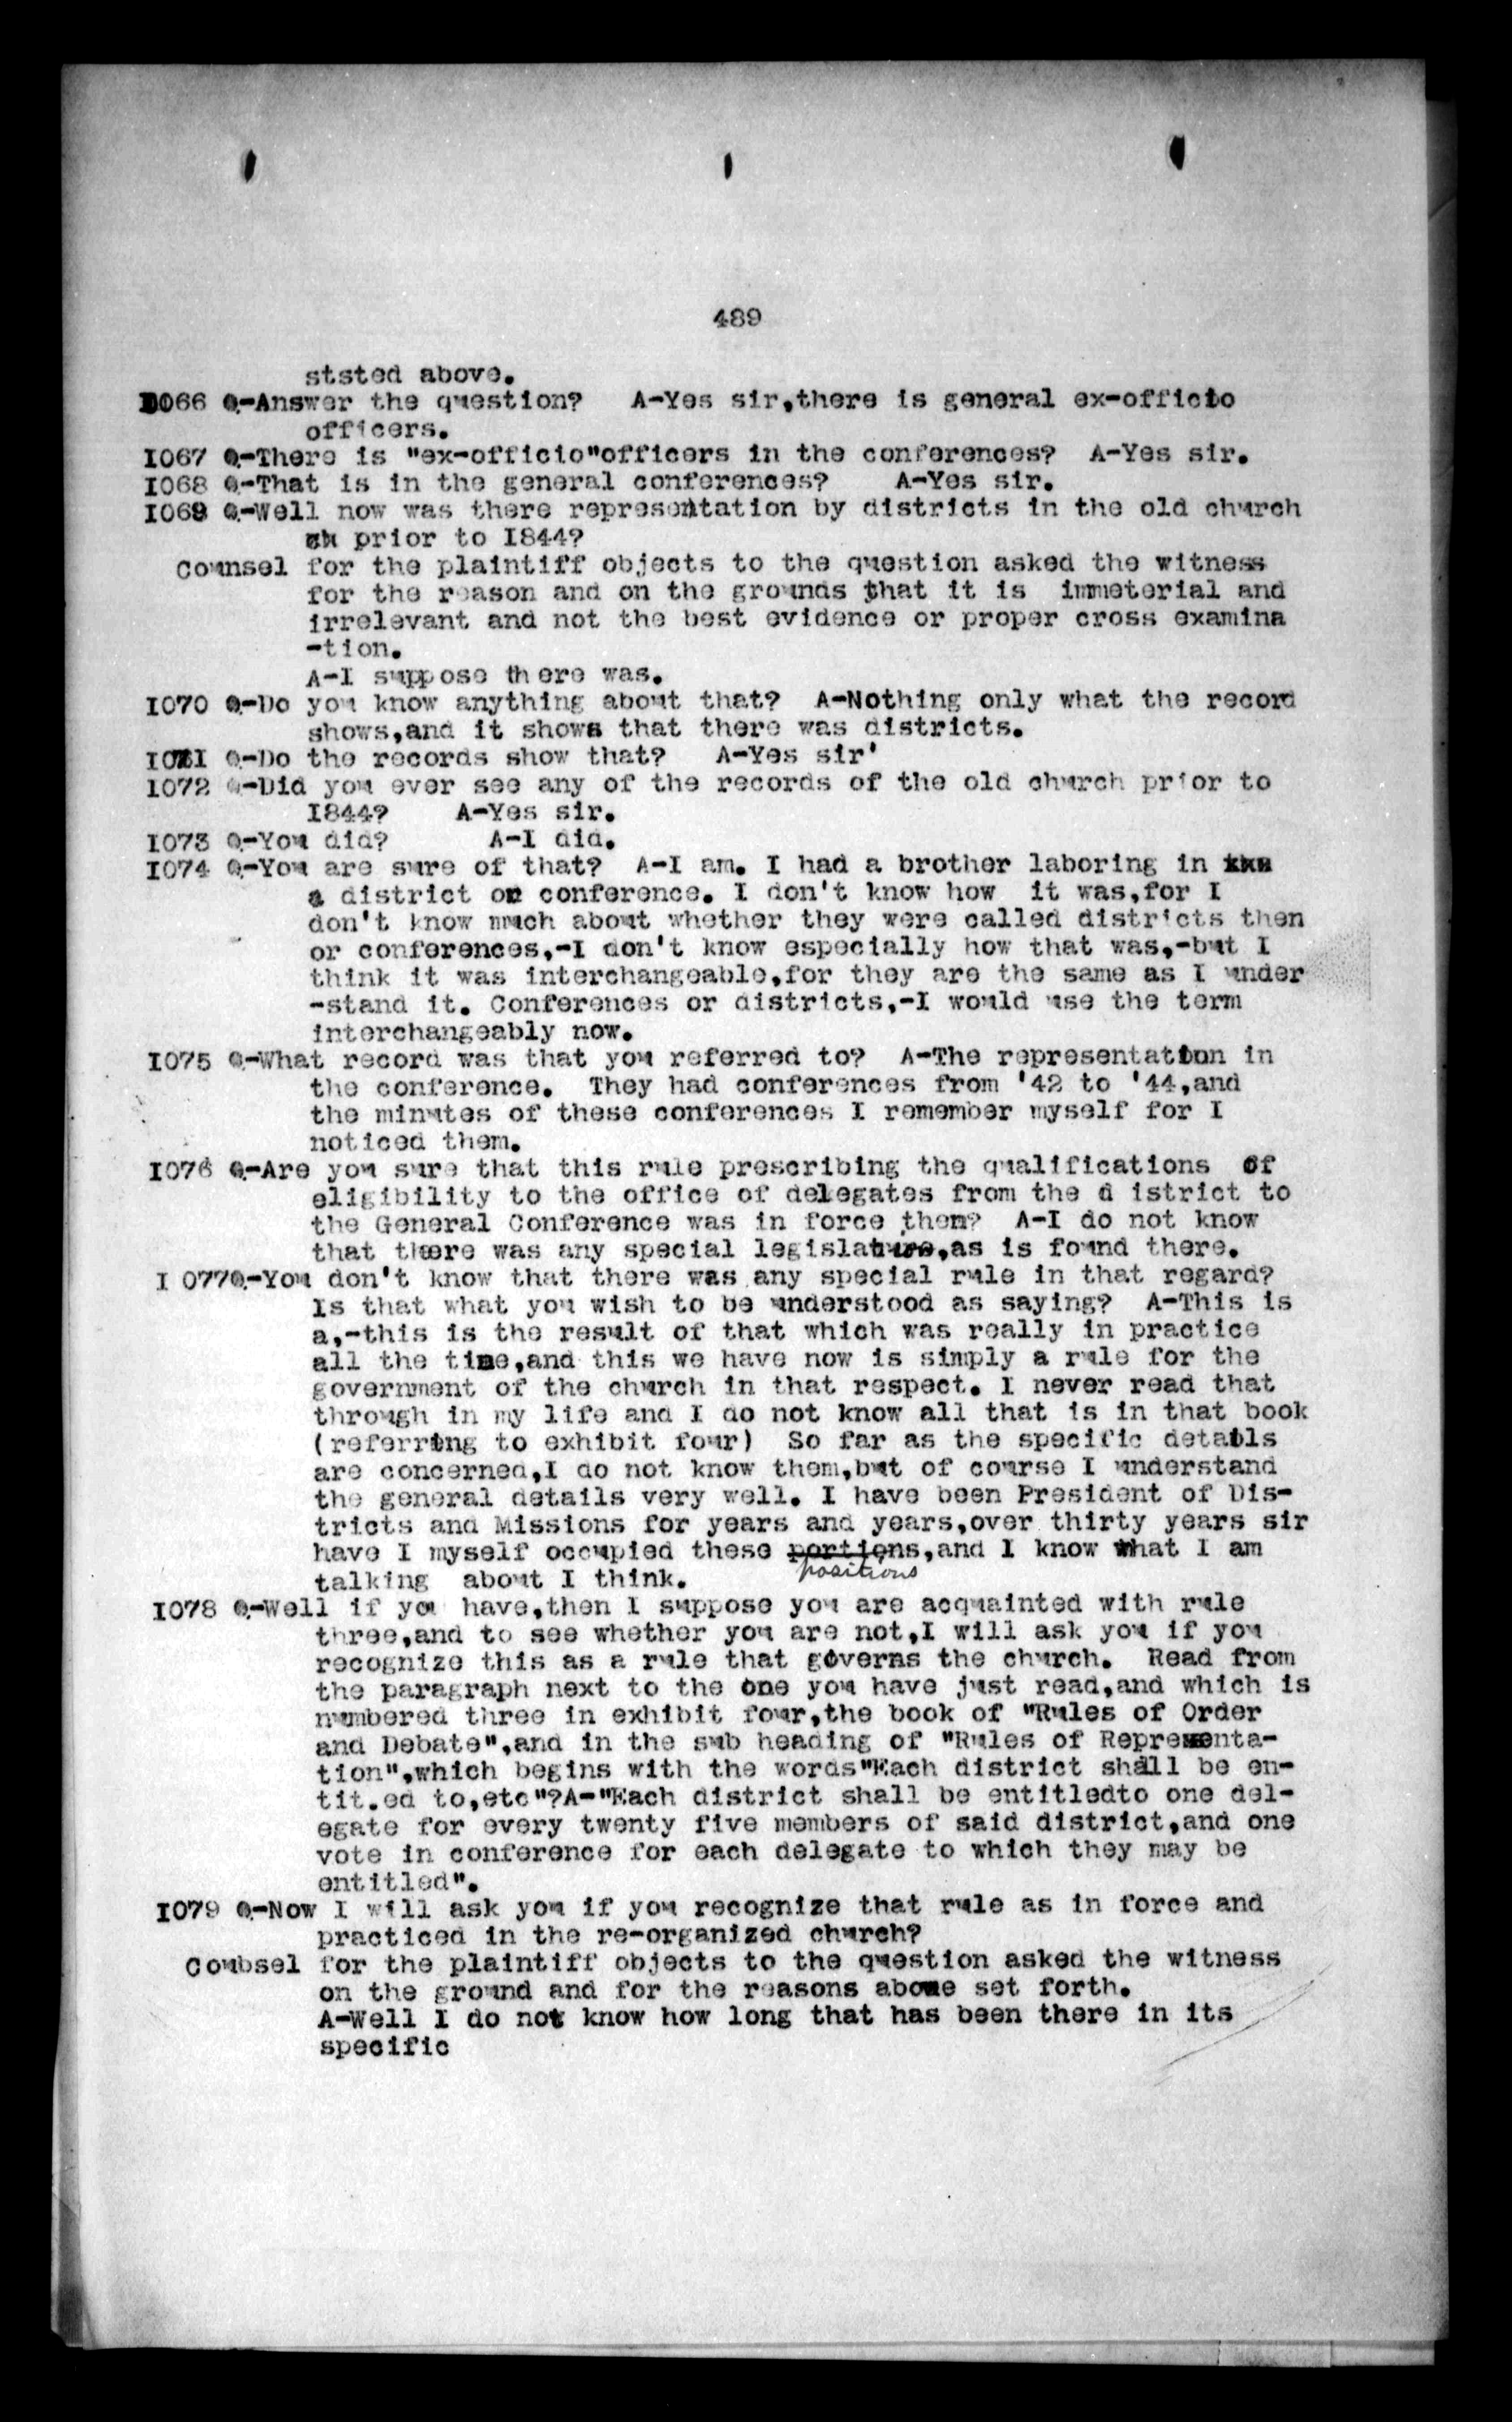 489
ststed above.
1066 Q-Answer the question? A-Yes sir,there is general ex-officio
officers.
I067 Q-There is "ex-officio"officers in the conferences? A-Yes sir.
I068 Q-That is in the general conferences? A-Yes sir.
I069 Q-Well now was there representation by districts in the old church
prior to I844?
Counsel for the plaintiff objects to the question asked the witness
for the reason and on the grounds that it is immeterial and
irrelevant and not the best evidence or proper cross examina
-tion.
A-I suppose there was.
I070 Q-Do you know anything about that? A-Nothing only what the record
shows,and it shows that there was districts.
I071 Q-Do the records show that? A-Yes sir'
I072 Q-Did you ever see any of the records of the old church prior to
I844? A-Yes sir.
I073 Q-You did? A-I did.
I074 Q-You are sure of that? A-I am. I had a brother laboring in
a district or conference. I don't know how it was,for I
don't know much about whether they were called districts then
or conferences,-I don't know especially how that was,-but I
think it was interchangeable,for they are the same as I under
-stand it. Conferences or districts,-I would use the term
interchangeably now.
I075 Q-What record was that you referred to? A-The representation in
the conference. They had conferences from '42 to '44,and
the minutes of these conferences I remember myself for I
noticed them.
I076 Q-Are you sure that this rule prescribing the qualifications of
eligibility to the office of delegates from the d istrict to
the General Conference was in force then? A-I do not know
that there was any special legislature,as is found there.
I 077Q-You don't know that there was any special rule in that regard?
Is that what you wish to be understood as saying? A-This is
a,-this is the result of that which was really in practice
all the time,and this we have now is simply a rule for the
government of the church in that respect. I never read that
through in my life and I do not know all that is in that book
(referring to exhibit four) So far as the specific details
are concerned,I do not know them,but of course I understand
the general details very well. I have been President of Dis-
tricts and Missions for years and years,over thirty years sir
have I myself occupied these portions,and I know what I am
positions
talking about I think.
I078 Q-Well if you have,then I suppose you are acquainted with rule
three,and to see whether you are not,I will ask you if you
recognize this as a rule that governs the church. Read from
the paragraph next to the one you have just read,and which is
numbered three in exhibit four,the book of "Rules of Order
and Debate",and in the sub heading of "Rules of Representa-
tion",which begins with the words"Each district shall be en-
tit.ed to,etc"?A-"Each district shall be entitledto one del-
egate for every twenty five members of said district,and one
vote in conference for each delegate to which they may be
entitled".
I079 Q-Now I will ask you if you recognize that rule as in force and
practiced in the re-organized church?
Coubsel for the plaintiff objects to the question asked the witness
on the ground and for the reasons above set forth.
A-Well I do not know how long that has been there in its
specific